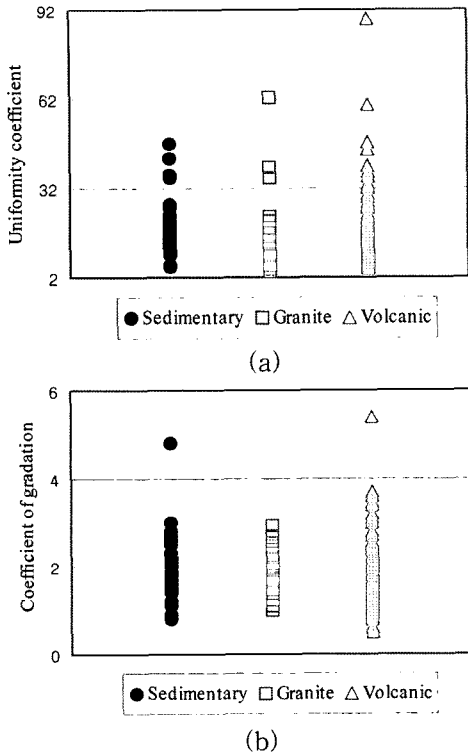 92
62
32
2
Uniformity coefficient
● Sedimentary □ Granite △ Volcanic
(a)
6
4
2
0
Coefficient of gradation
● Sedimentary □ Granite △ Volcanic
(b)